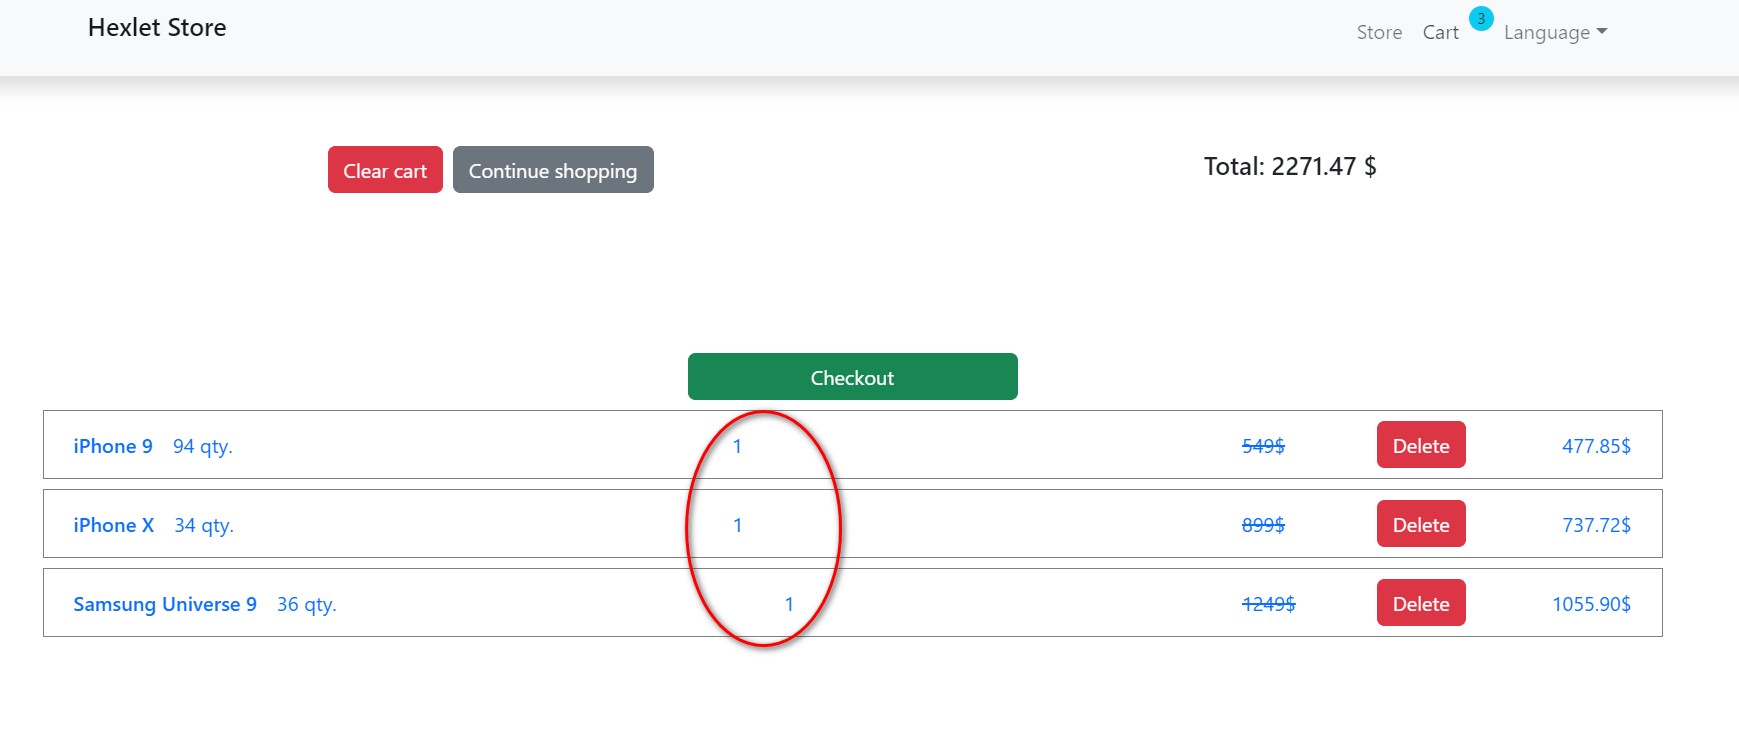 Hexlet Store Store Cart 3 Language
Clear cart Continue shopping Total: 2271.47 $
Checkout
iPhone 9 94 qty. 1 549$ Delete 477.85$
iPhone X 34 qty. 1 899$ Delete 737.72$
Samsung Universe 9 36 qty. 1 1249$ Delete 1055.90$